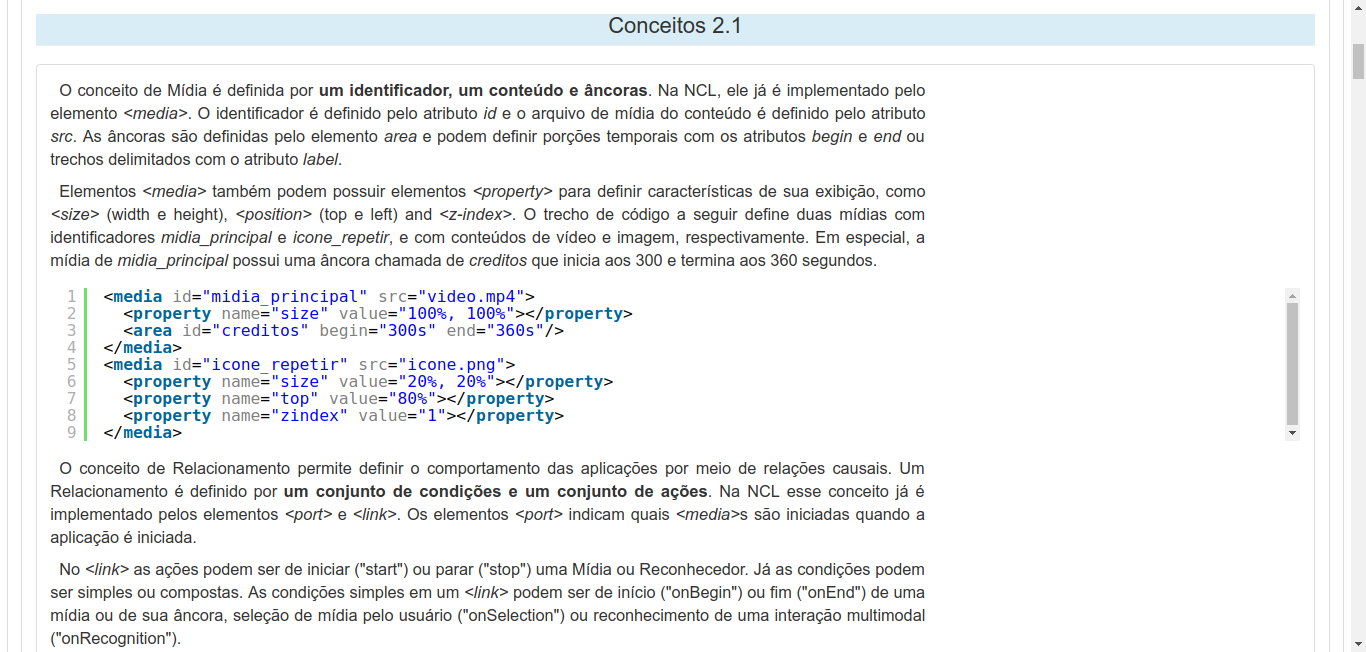 Conceitos 2.1
O conceito de Mídia é definida por um identificador, um conteúdo e âncoras. Na NCL, ele já é implementado pelo
elemento <media>. O identificador é definido pelo atributo id e o arquivo de mídia do conteúdo é definido pelo atributo
src. As âncoras são definidas pelo elemento area e podem definir porções temporais com os atributos begin e end ou
trechos delimitados com o atributo label.
Elementos <media> também podem possuir elementos <property> para definir características de sua exibição, como
<size> (width e height), <position> (top e left) and <z-index>. O trecho de código a seguir define duas mídias com
identificadores midia_principal e icone_repetir, e com conteúdos de vídeo e imagem, respectivamente. Em especial, a
mídia de midia_principal possui uma âncora chamada de creditos que inicia aos 300 e termina aos 360 segundos.
1 <media id="midia_principal" src="video.mp4">
2 <property name="size" value="100%, 100%"></property>
3 <area id="creditos" begin="300s" end="360s"/>
4 </media>
5 <media id="icone_repetir" src="icone.png">
6 <property name="size" value="20%, 20%"></property>
7 <property name="top" value="80%"></property>
8 <property name="zindex" value="1"></property>
9 </media>
O conceito de Relacionamento permite definir o comportamento das aplicações por meio de relações causais. Um
Relacionamento é definido por um conjunto de condições e um conjunto de ações. Na NCL esse conceito já é
implementado pelos elementos <port> e <link>. Os elementos <port> indicam quais <media>s são iniciadas quando a
aplicação é iniciada.
No <link> as ações podem ser de iniciar ("start") ou parar ("stop") uma Mídia ou Reconhecedor. Já as condições podem
ser simples ou compostas. As condições simples em um <link> podem ser de início ("onBegin") ou fim ("onEnd") de uma
mídia ou de sua âncora, seleção de mídia pelo usuário ("onSelection") ou reconhecimento de uma interação multimodal
("onRecognition").